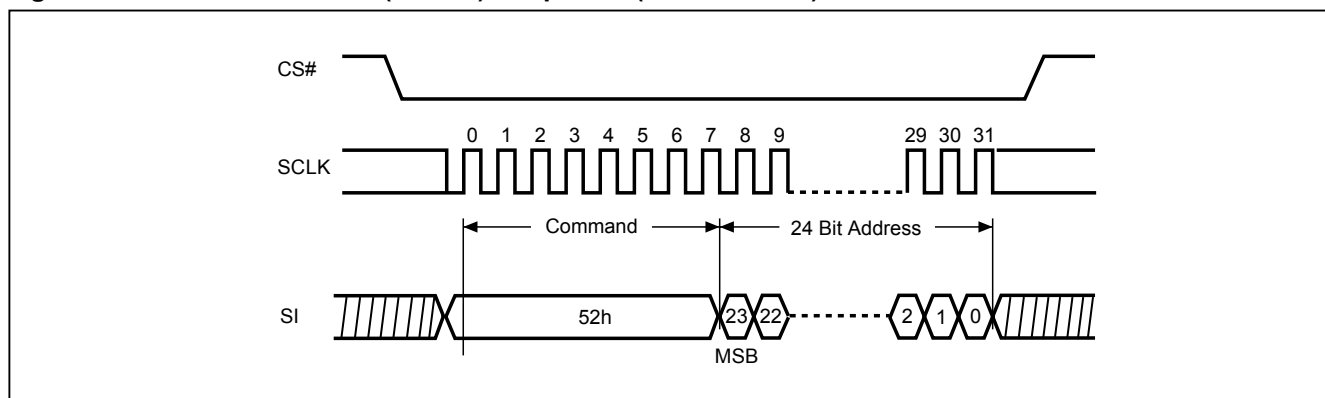 CS#
0 1 2 3 4 5 6 7 8 9 29 30 31
SCLK
Command 24 Bit Address
SI 52h 23 22 2 1 0
MSB